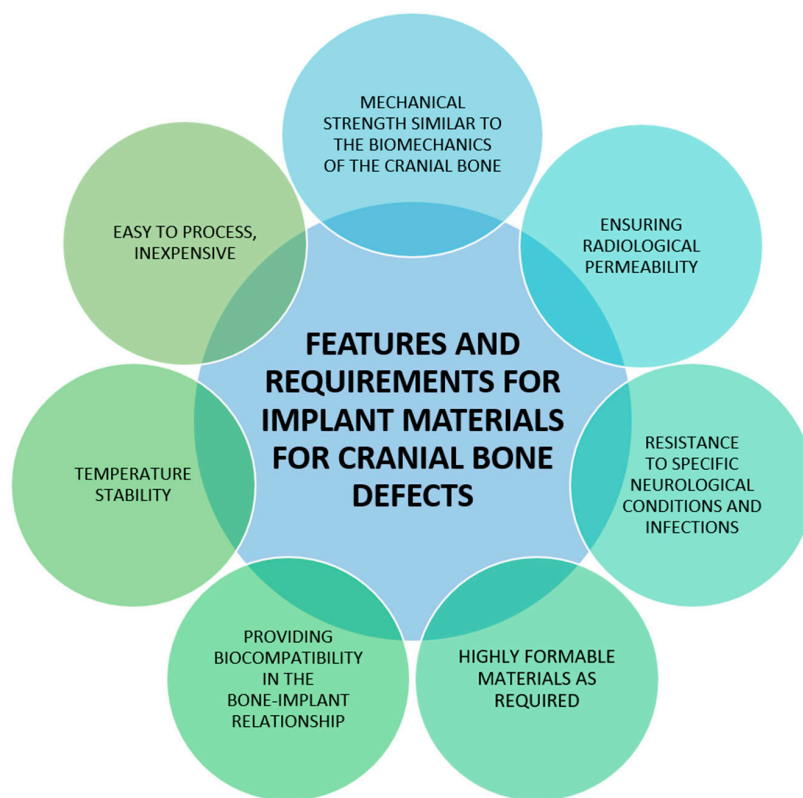 MECHANICAL
STRENGTH SIMILAR TO
THE BIOMECHANICS
OF THE CRANIAL BONE
ENSURING
RADIOLOGICAL
PERMEABILITY
RESISTANCE
TO SPECIFIC
NEUROLOGICAL
CONDITIONS AND
INFECTIONS
HIGHLY FORMABLE
MATERIALS AS
REQUIRED
PROVIDING
BIOCOMPATIBILITY
IN THE
BONE-IMPLANT
RELATIONSHIP
TEMPERATURE
STABILITY
EASY TO PROCESS,
INEXPENSIVE
FEATURES AND
REQUIREMENTS FOR
IMPLANT MATERIALS
FOR CRANIAL BONE
DEFECTS